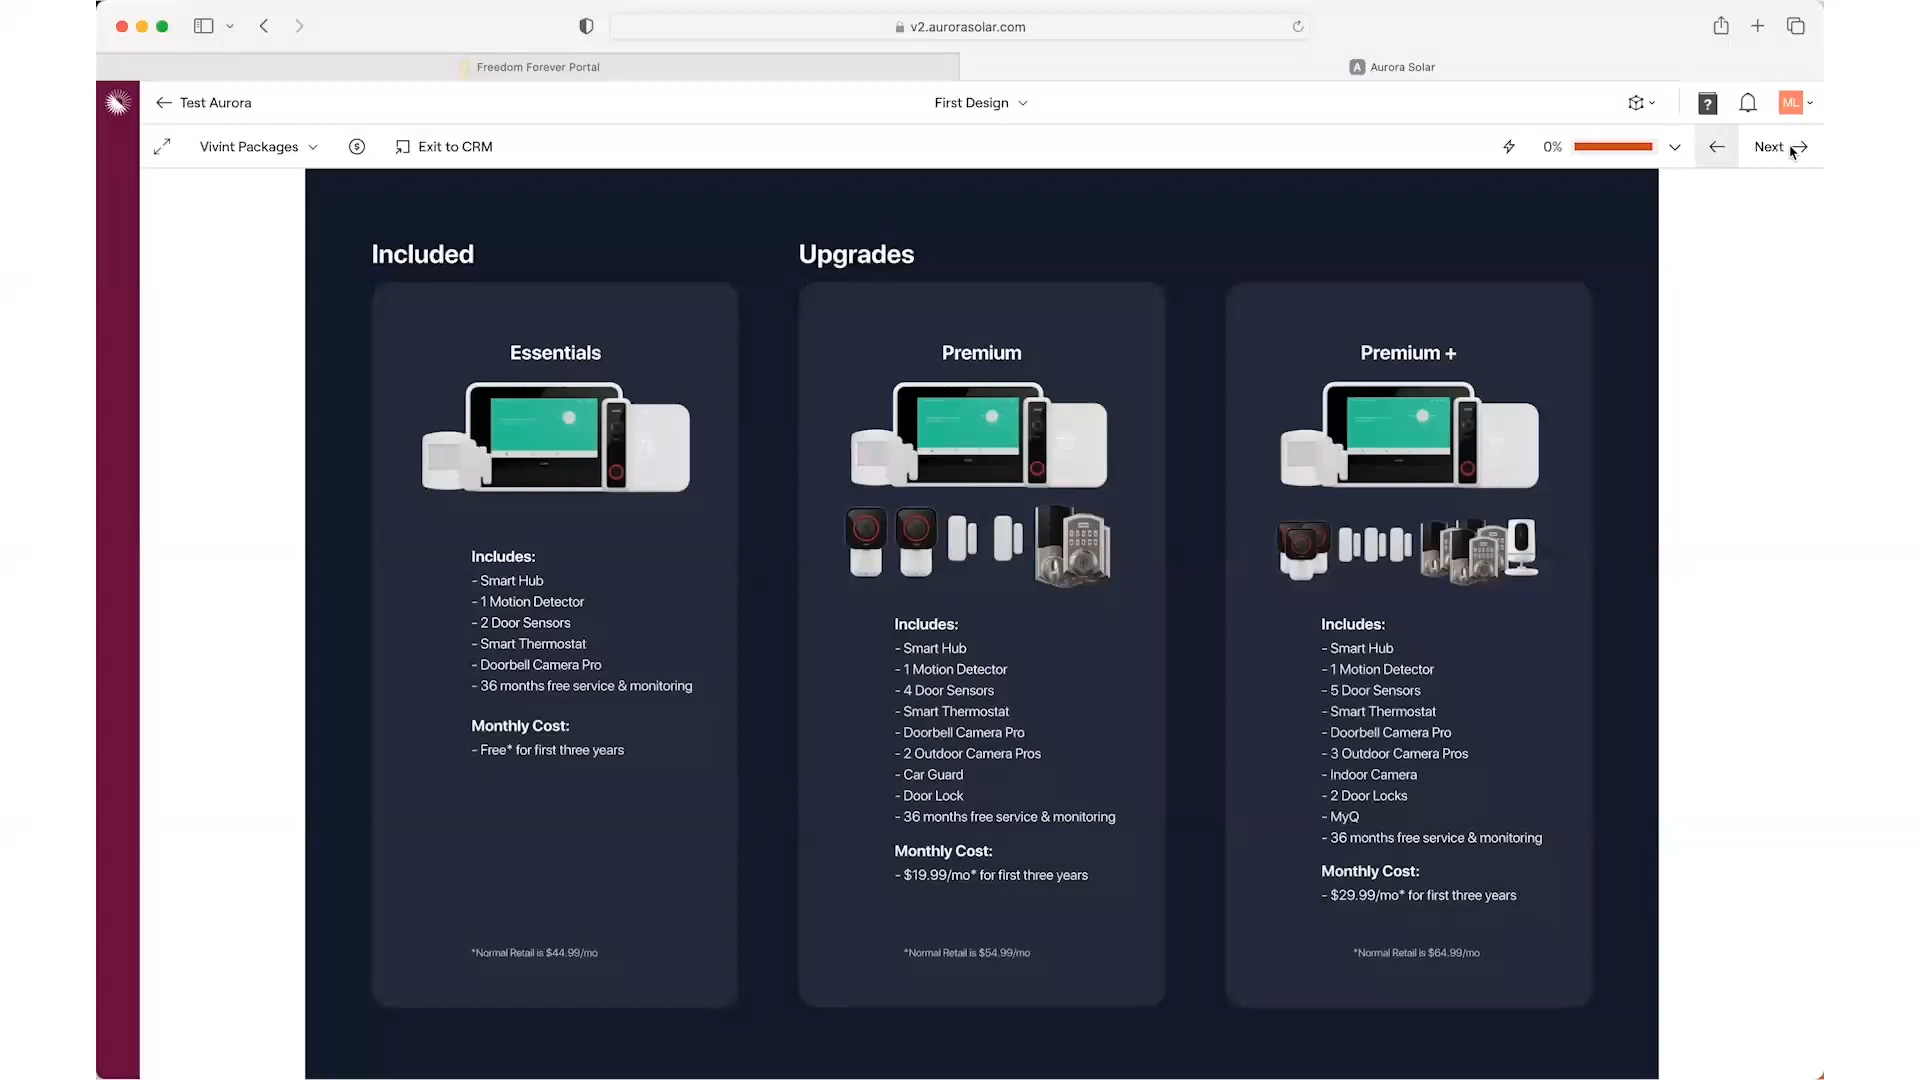 v2.aurorasolar.com
Freedom Forever Portal
A Aurora Solar
Test Aurora
First Design
?
ML
Vivint Packages
$
Exit to CRM
0%
Next
Included
Upgrades
Essentials
Includes:
- Smart Hub
- 1 Motion Detector
- 2 Door Sensors
- Smart Thermostat
- Doorbell Camera Pro
- 36 months free service & monitoring
Monthly Cost:
- Free* for first three years
*Normal Retail is $44.99/mo
Premium
Includes:
- Smart Hub
- 1 Motion Detector
- 4 Door Sensors
- Smart Thermostat
- Doorbell Camera Pro
- 2 Outdoor Camera Pros
- Car Guard
- Door Lock
- 36 months free service & monitoring
Monthly Cost:
- $19.99/mo* for first three years
*Normal Retail is $54.99/mo
Premium +
Includes:
- Smart Hub
- 1 Motion Detector
- 5 Door Sensors
- Smart Thermostat
- Doorbell Camera Pro
- 3 Outdoor Camera Pros
- Indoor Camera
- 2 Door Locks
- MyQ
- 36 months free service & monitoring
Monthly Cost:
- $29.99/mo* for first three years
*Normal Retail is $64.99/mo